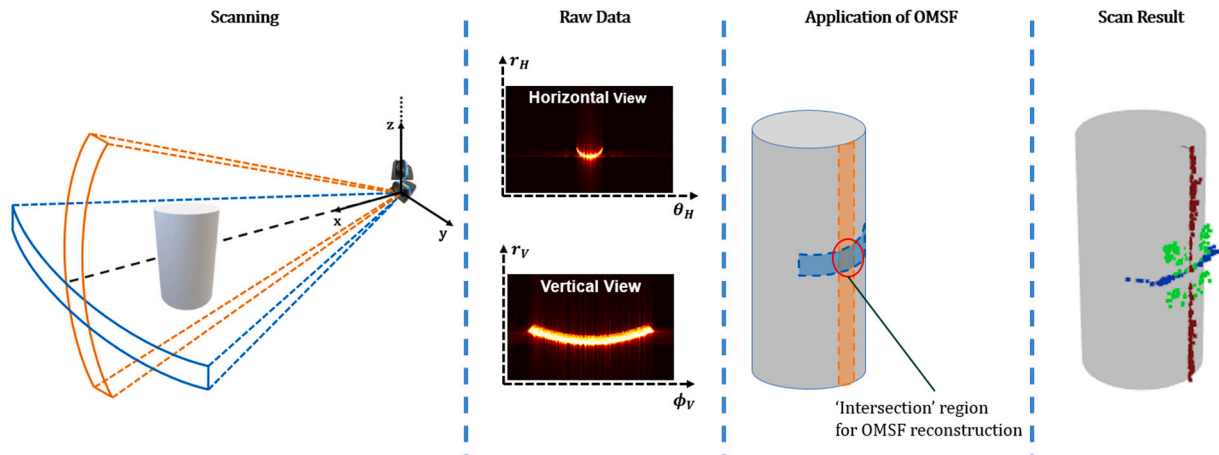 Scanning
Raw Data
Application of OMSF
Scan Result
z
x
y
r_H
Horizontal View
θ_H
r_V
Vertical View
ϕ_V
'Intersection' region
for OMSF reconstruction